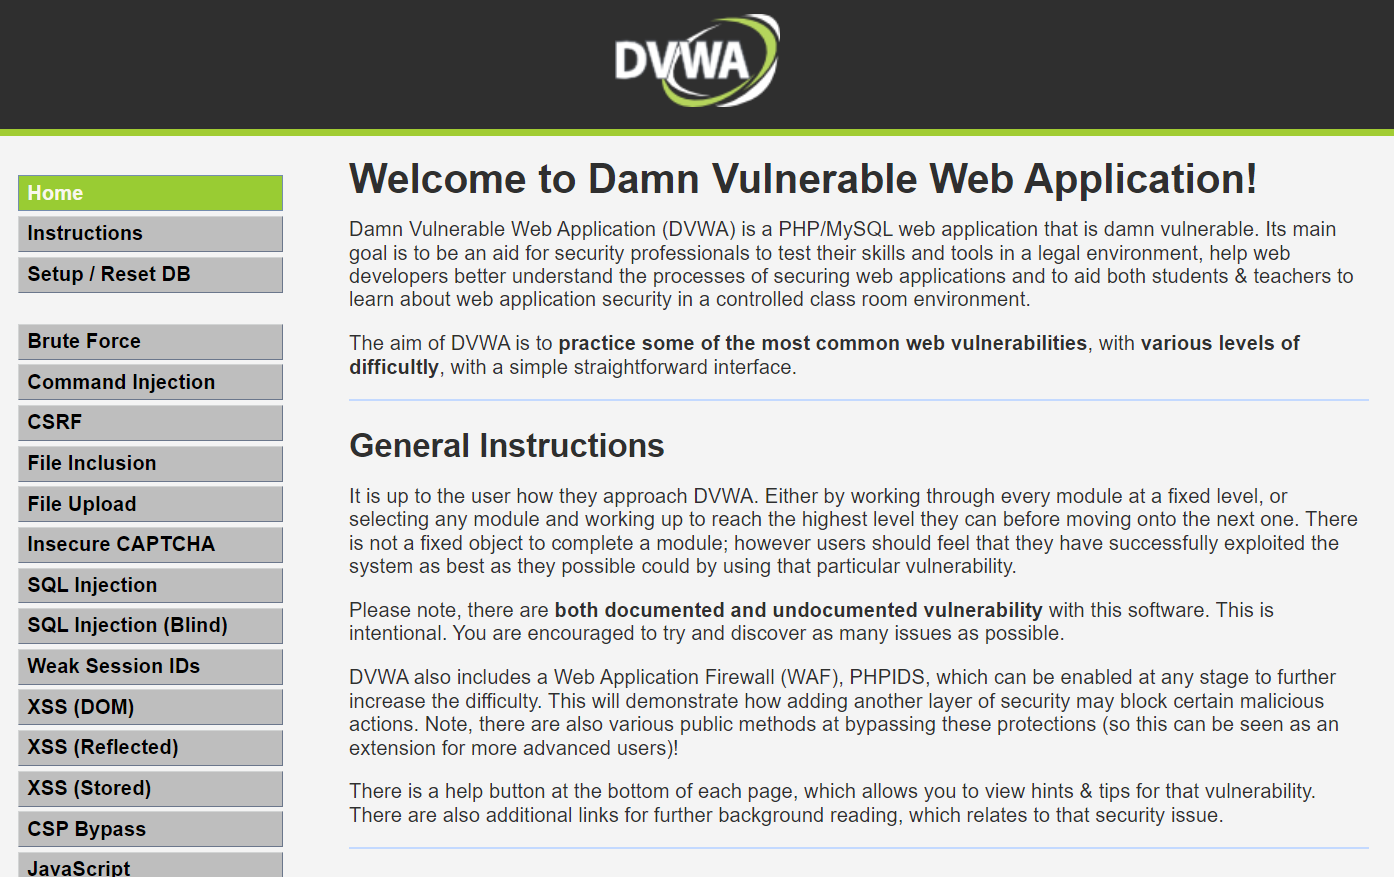 DVWA
Home
Instructions
Setup / Reset DB
Brute Force
Command Injection
CSRF
File Inclusion
File Upload
Insecure CAPTCHA
SQL Injection
SQL Injection (Blind)
Weak Session IDs
XSS (DOM)
XSS (Reflected)
XSS (Stored)
CSP Bypass
JavaScript
Welcome to Damn Vulnerable Web Application!
Damn Vulnerable Web Application (DVWA) is a PHP/MySQL web application that is damn vulnerable. Its main
goal is to be an aid for security professionals to test their skills and tools in a legal environment, help web
developers better understand the processes of securing web applications and to aid both students & teachers to
learn about web application security in a controlled class room environment.
The aim of DVWA is to practice some of the most common web vulnerabilities, with various levels of
difficultly, with a simple straightforward interface.
General Instructions
It is up to the user how they approach DVWA. Either by working through every module at a fixed level, or
selecting any module and working up to reach the highest level they can before moving onto the next one. There
is not a fixed object to complete a module; however users should feel that they have successfully exploited the
system as best as they possible could by using that particular vulnerability.
Please note, there are both documented and undocumented vulnerability with this software. This is
intentional. You are encouraged to try and discover as many issues as possible.
DVWA also includes a Web Application Firewall (WAF), PHPIDS, which can be enabled at any stage to further
increase the difficulty. This will demonstrate how adding another layer of security may block certain malicious
actions. Note, there are also various public methods at bypassing these protections (so this can be seen as an
extension for more advanced users)!
There is a help button at the bottom of each page, which allows you to view hints & tips for that vulnerability.
There are also additional links for further background reading, which relates to that security issue.